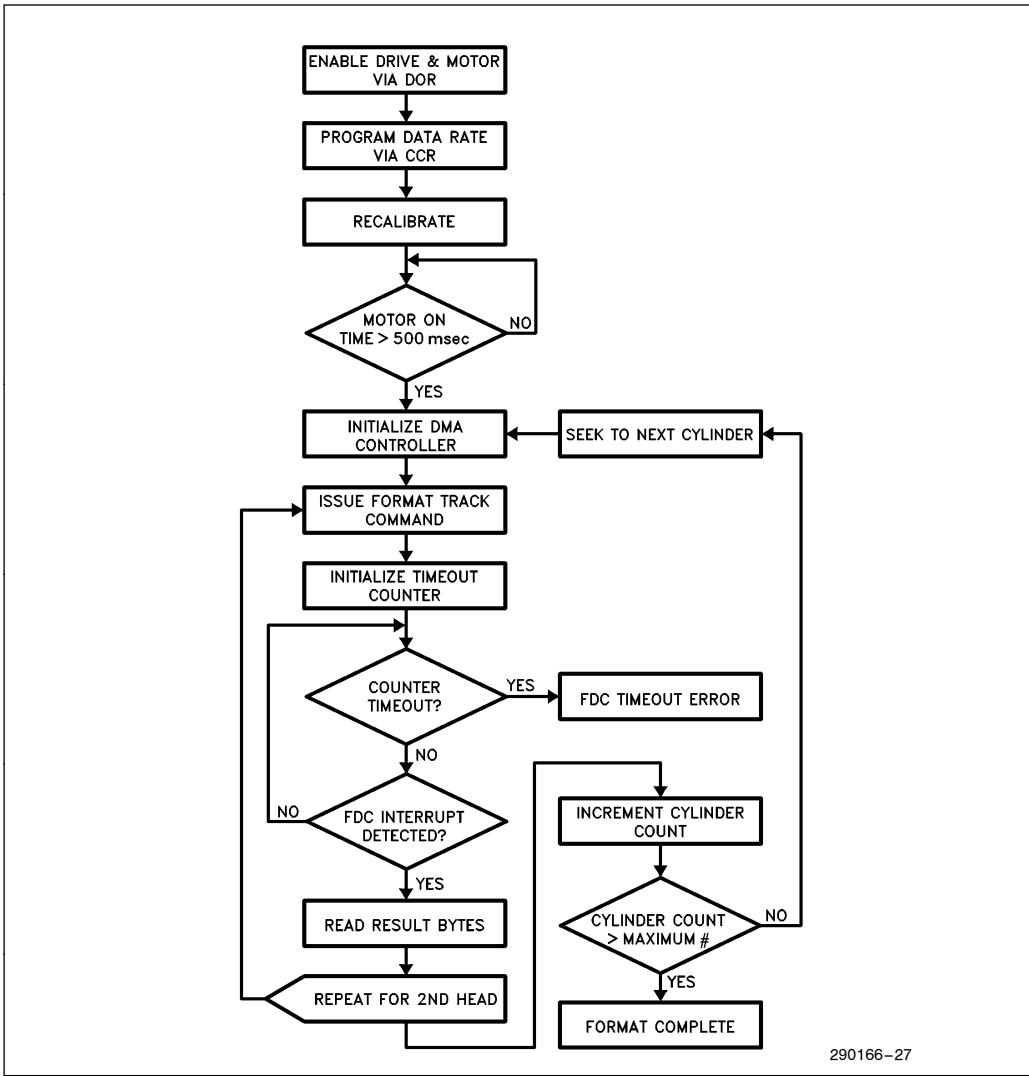 ENABLE DRIVE & MOTOR
VIA DOR
PROGRAM DATA RATE
VIA CCR
RECALIBRATE
MOTOR ON
TIME > 500 msec
NO
YES
INITIALIZE DMA
CONTROLLER
SEEK TO NEXT CYLINDER
ISSUE FORMAT TRACK
COMMAND
INITIALIZE TIMEOUT
COUNTER
COUNTER
TIMEOUT?
YES
FDC TIMEOUT ERROR
NO
FDC INTERRUPT
DETECTED?
NO
YES
READ RESULT BYTES
REPEAT FOR 2ND HEAD
INCREMENT CYLINDER
COUNT
CYLINDER COUNT
> MAXIMUM #
NO
YES
FORMAT COMPLETE
290166–27